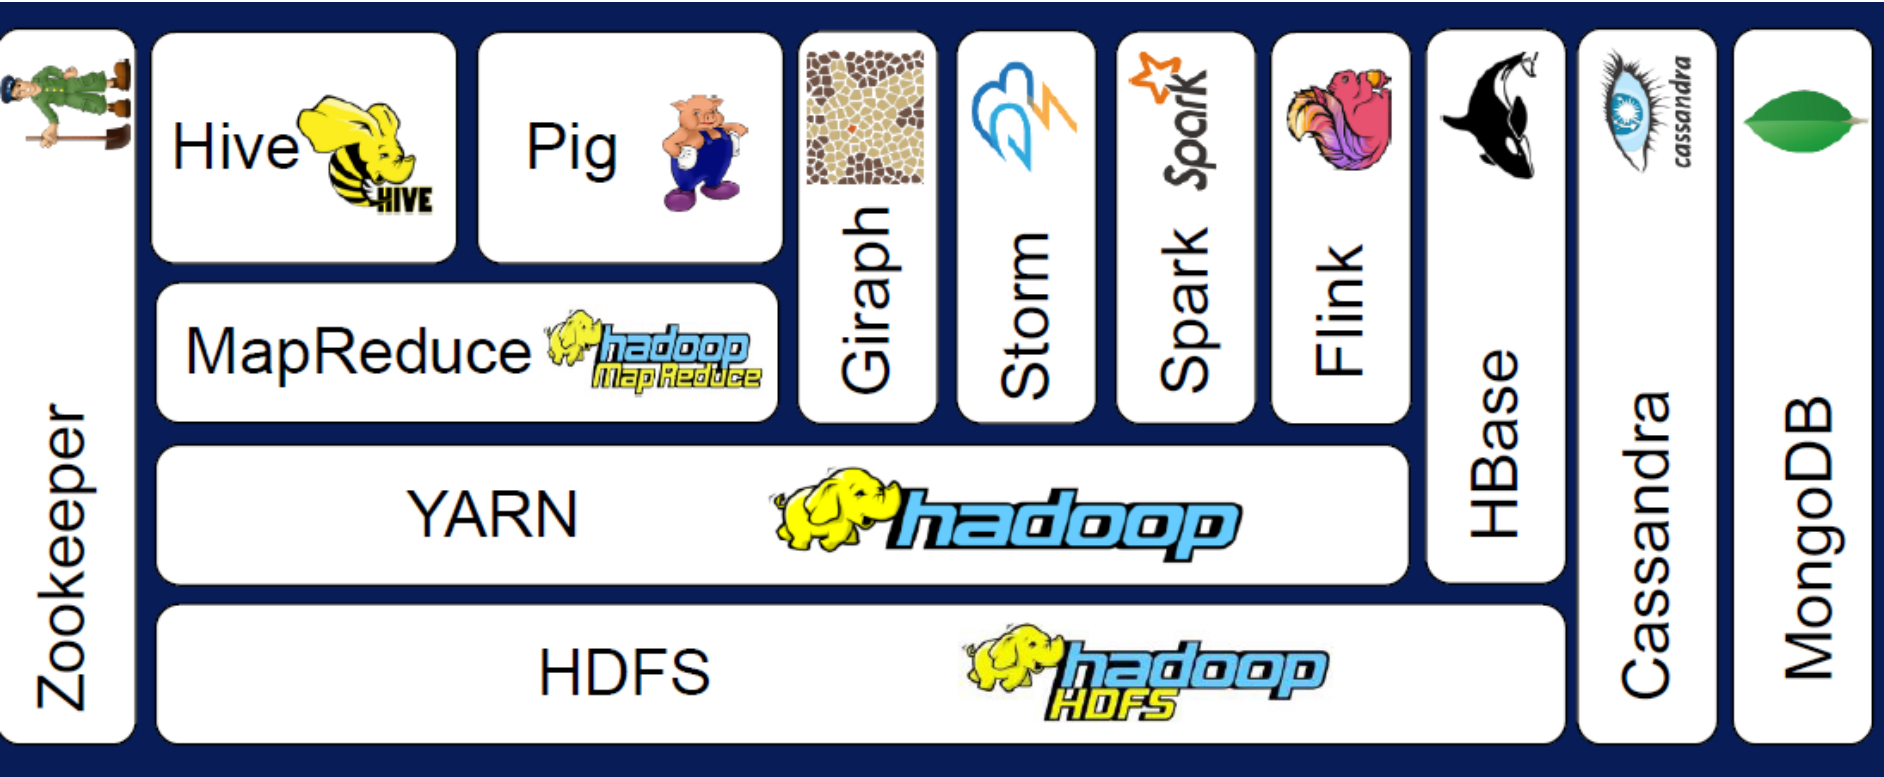 Zookeeper
Hive
HIVE
Pig
MapReduce
hadoop
Map Reduce
Giraph
Storm
Spark
Spark
Flink
HBase
cassandra
Cassandra
MongoDB
YARN
hadoop
HDFS
hadoop
HDFS